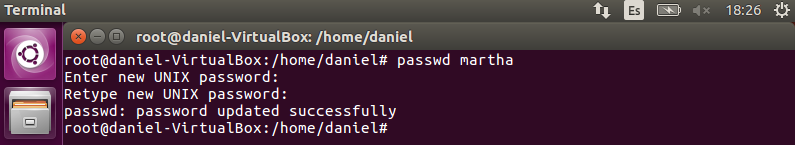 Terminal
Es
18:26
root@daniel-VirtualBox: /home/daniel
root@daniel-VirtualBox:/home/daniel# passwd martha
Enter new UNIX password:
Retype new UNIX password:
passwd: password updated successfully
root@daniel-VirtualBox:/home/daniel#